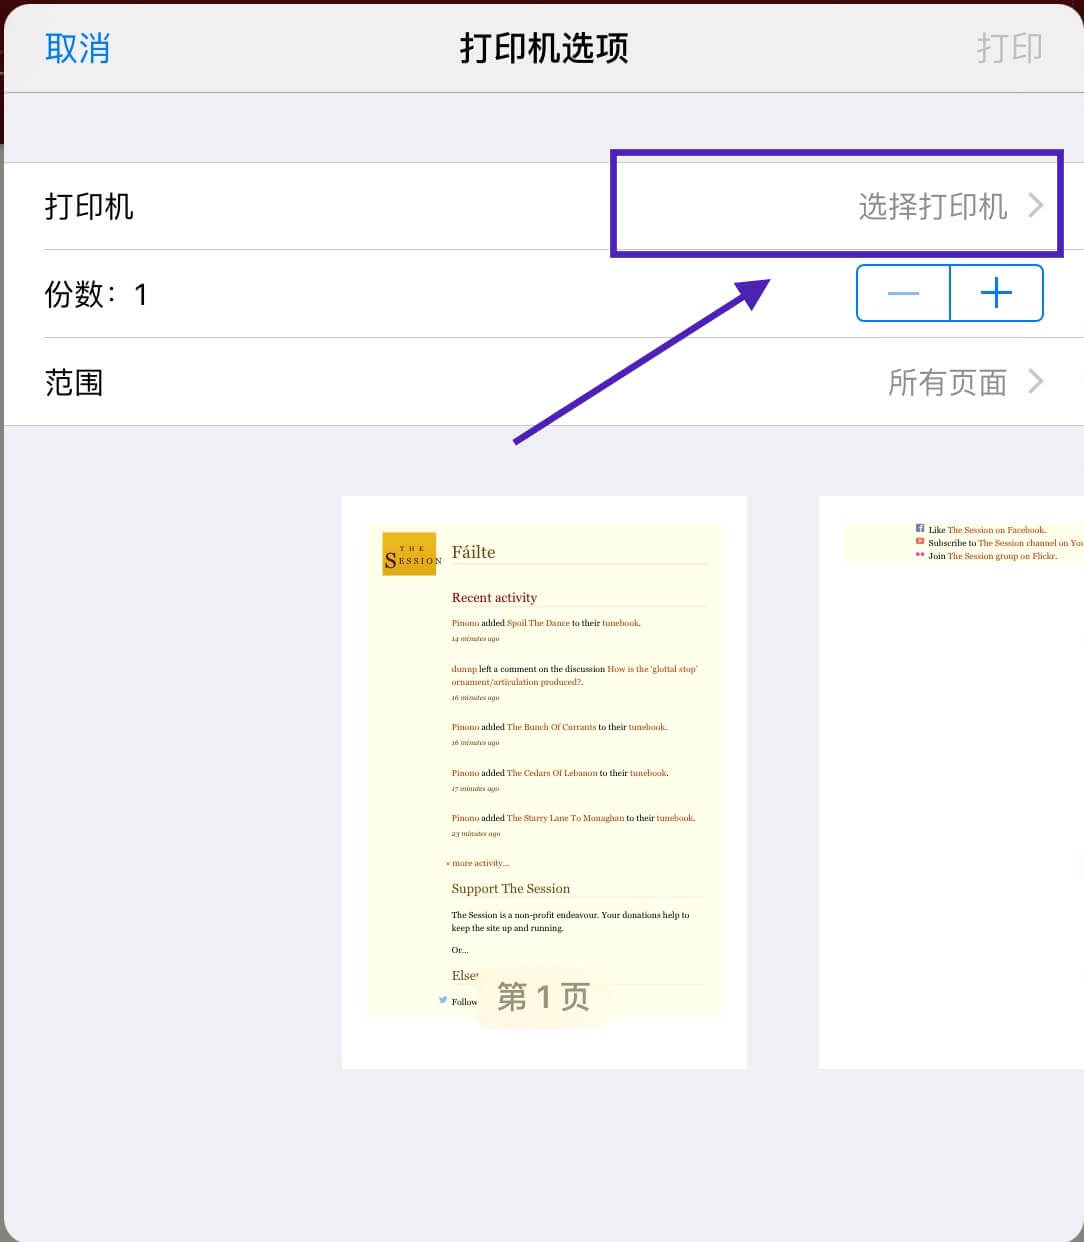 取消
打印机选项
打印
打印机
选择打印机
份数：1
范围
所有页面
THE
SESSION
Fáilte
Recent activity
Pinono added Spoil The Dance to their tunebook.
14 minutes ago
dunnp left a comment on the discussion How is the 'glottal stop'
ornament/articulation produced?.
16 minutes ago
Pinono added The Bunch Of Currants to their tunebook.
16 minutes ago
Pinono added The Cedars Of Lebanon to their tunebook.
17 minutes ago
Pinono added The Starry Lane To Monaghan to their tunebook.
23 minutes ago
» more activity...
Support The Session
The Session is a non-profit endeavour. Your donations help to
keep the site up and running.
Or...
Follow
第 1 页
Like The Session on Facebook.
Subscribe to The Session channel on You
Join The Session group on Flickr.